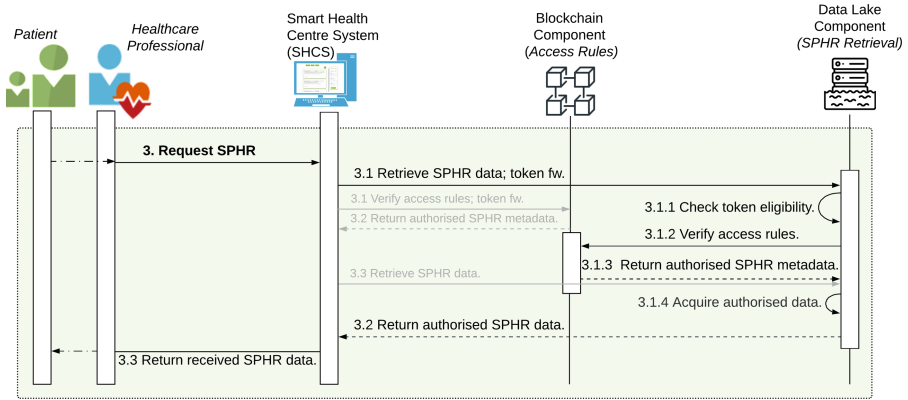 Patient
Healthcare
Professional
Smart Health
Centre System
(SHCS)
Blockchain
Component
(Access Rules)
Data Lake
Component
(SPHR Retrieval)
3. Request SPHR
3.1 Retrieve SPHR data; token fw.
3.1 Verify access rules; token fw.
3.1.1 Check token eligibility.
3.2 Return authorised SPHR metadata.
3.1.2 Verify access rules.
3.1.3 Return authorised SPHR metadata.
3.3 Retrieve SPHR data.
3.1.4 Acquire authorised data.
3.2 Return authorised SPHR data.
3.3 Return received SPHR data.